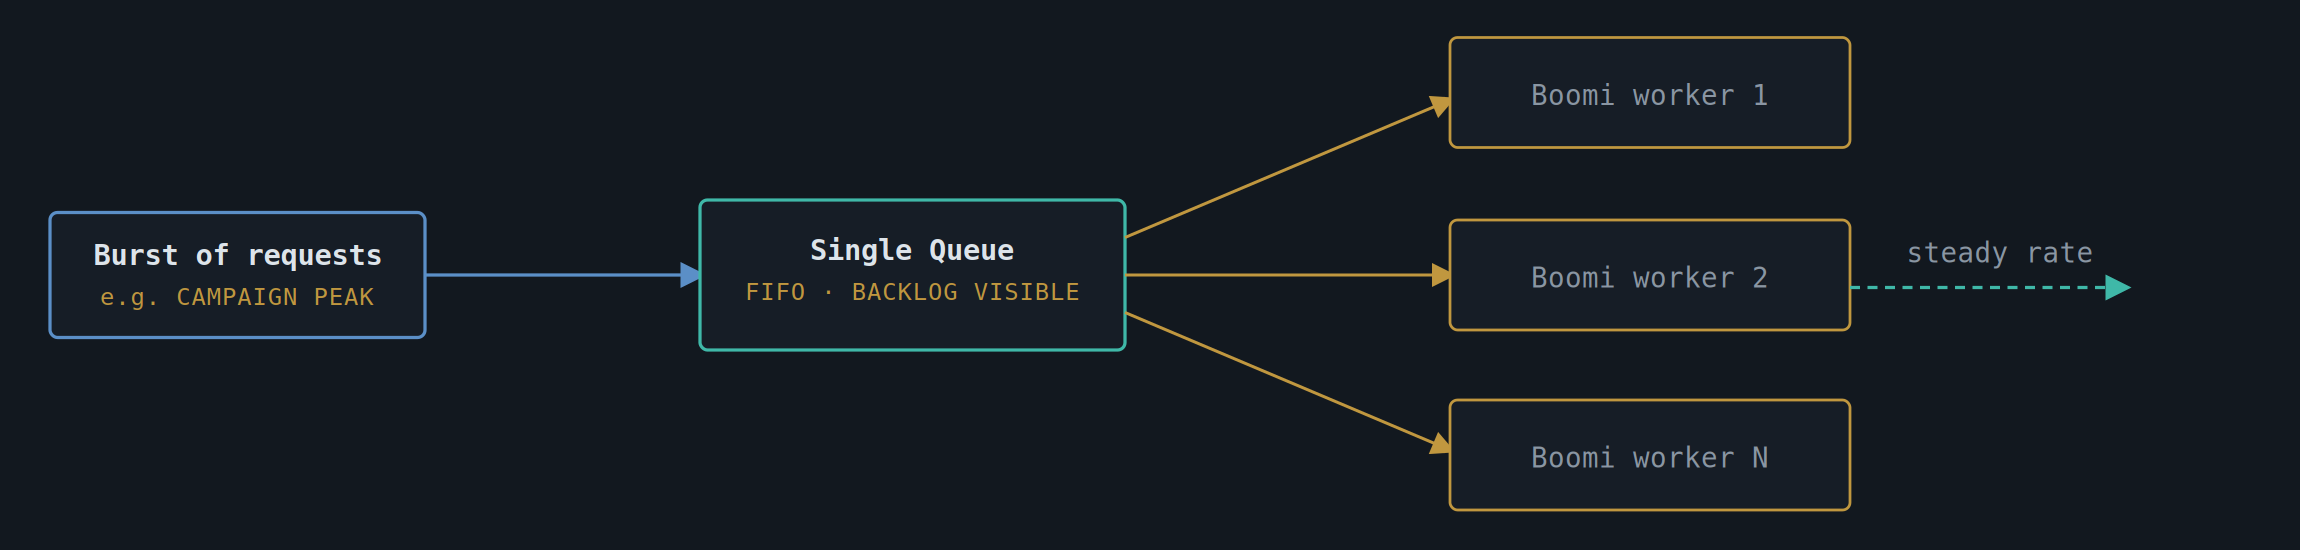 Burst of requests
e.g. CAMPAIGN PEAK
Single Queue
FIFO · BACKLOG VISIBLE
Boomi worker 1
Boomi worker 2
steady rate
Boomi worker N